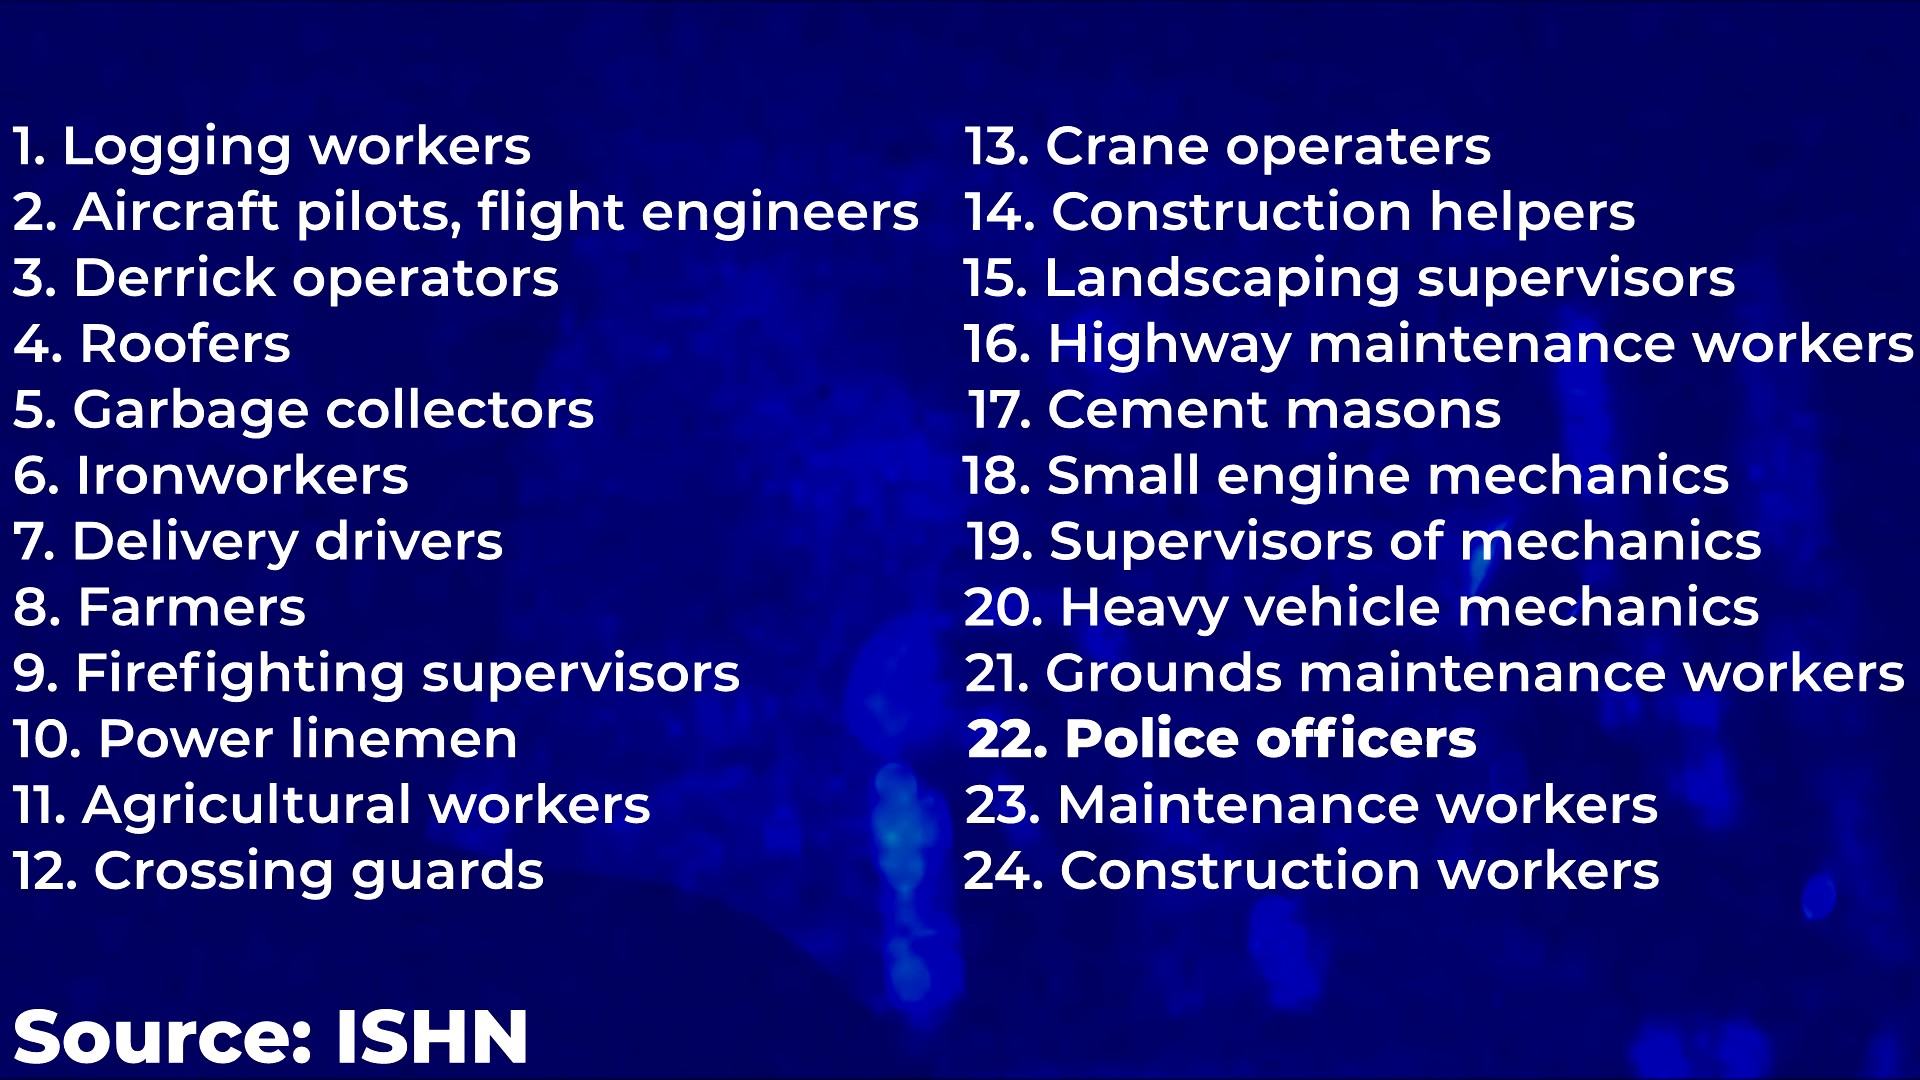 1. Logging workers
2. Aircraft pilots, flight engineers
3. Derrick operators
4. Roofers
5. Garbage collectors
6. Ironworkers
7. Delivery drivers
8. Farmers
9. Firefighting supervisors
10. Power linemen
11. Agricultural workers
12. Crossing guards
13. Crane operaters
14. Construction helpers
15. Landscaping supervisors
16. Highway maintenance workers
17. Cement masons
18. Small engine mechanics
19. Supervisors of mechanics
20. Heavy vehicle mechanics
21. Grounds maintenance workers
22. Police officers
23. Maintenance workers
24. Construction workers
Source: ISHN